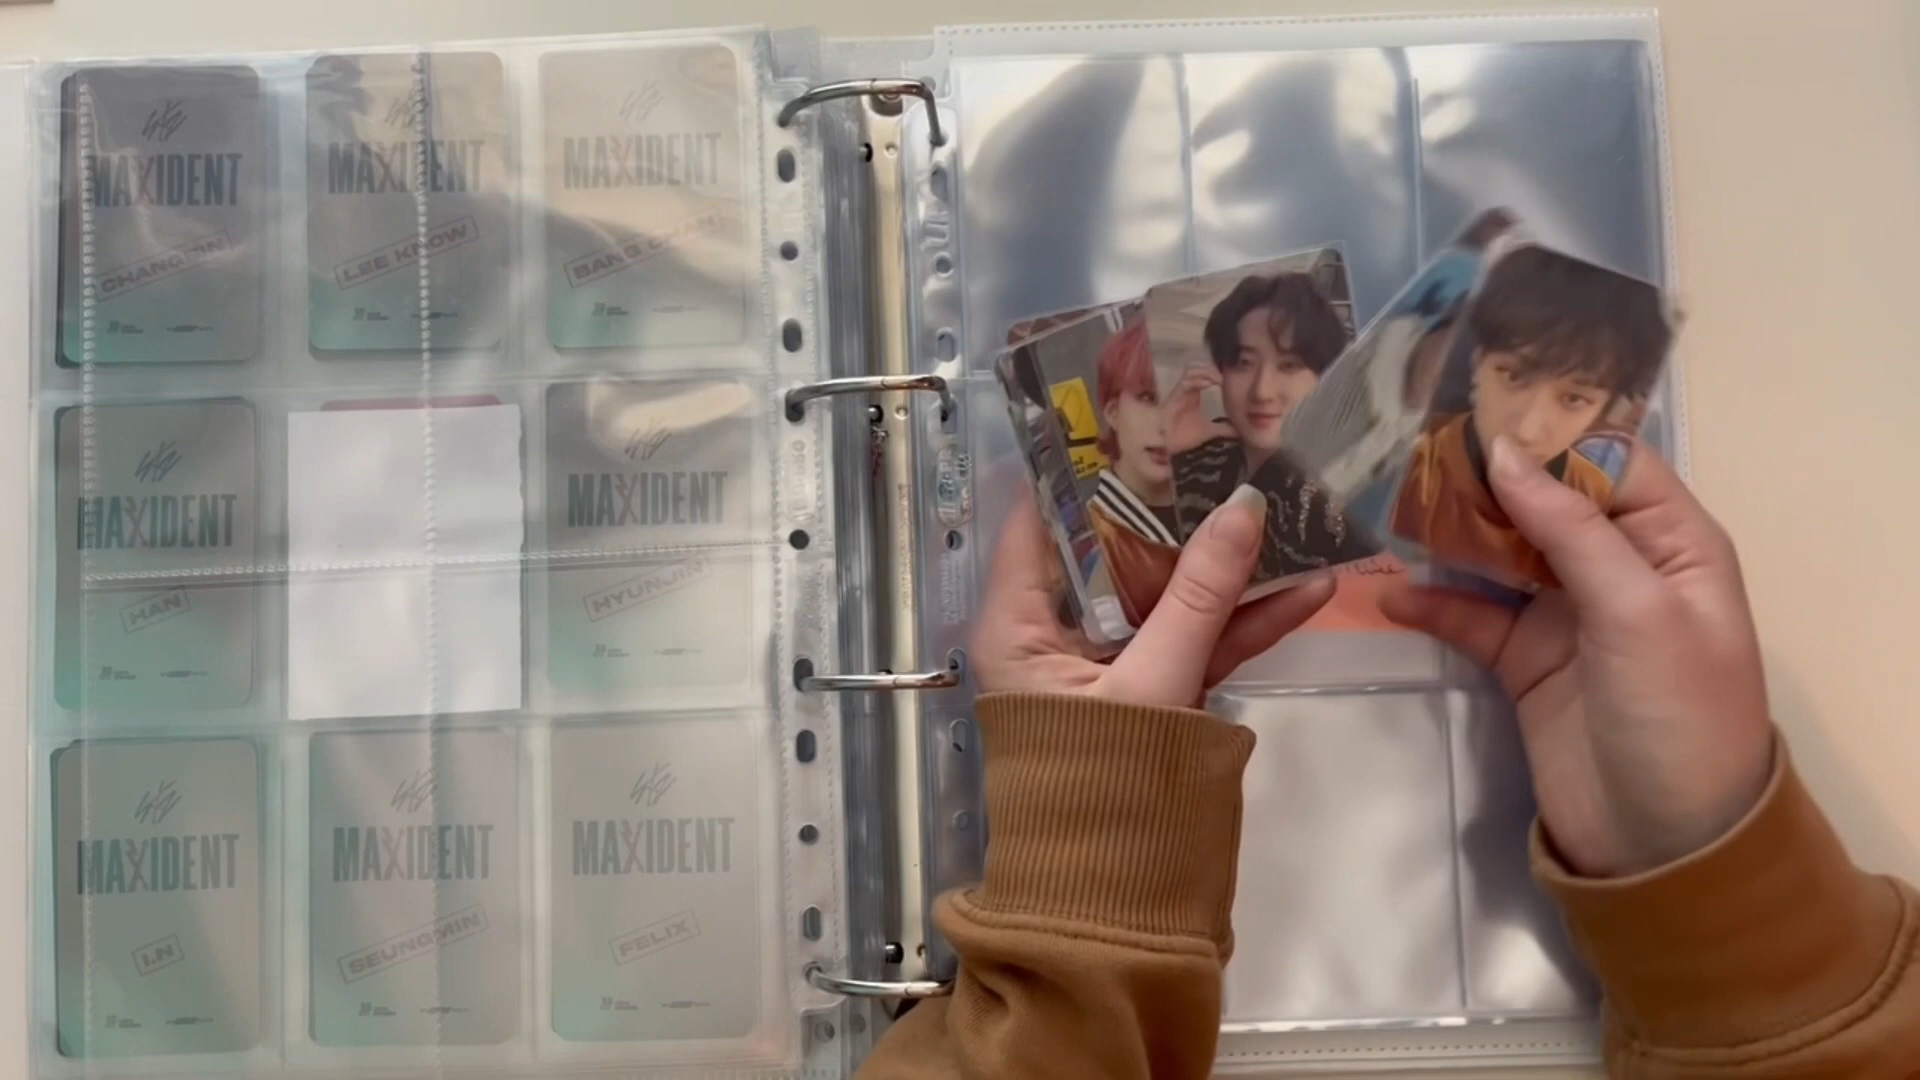 MAXIDENT
CHANGBIN
MAXIDENT
LEE KNOW
MAXIDENT
BANG CHAN
MAXIDENT
HAN
MAXIDENT
HYUNJIN
MAXIDENT
I.N
MAXIDENT
SEUNGMIN
MAXIDENT
FELIX